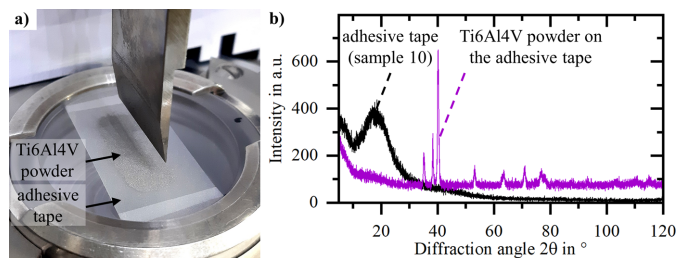 a)
Ti6Al4V
powder
adhesive
tape
b)
Intensity in a.u.
600
400
200
0
adhesive tape
(sample 10)
Ti6Al4V powder on
the adhesive tape
20 40 60 80 100 120
Diffraction angle 2θ in °